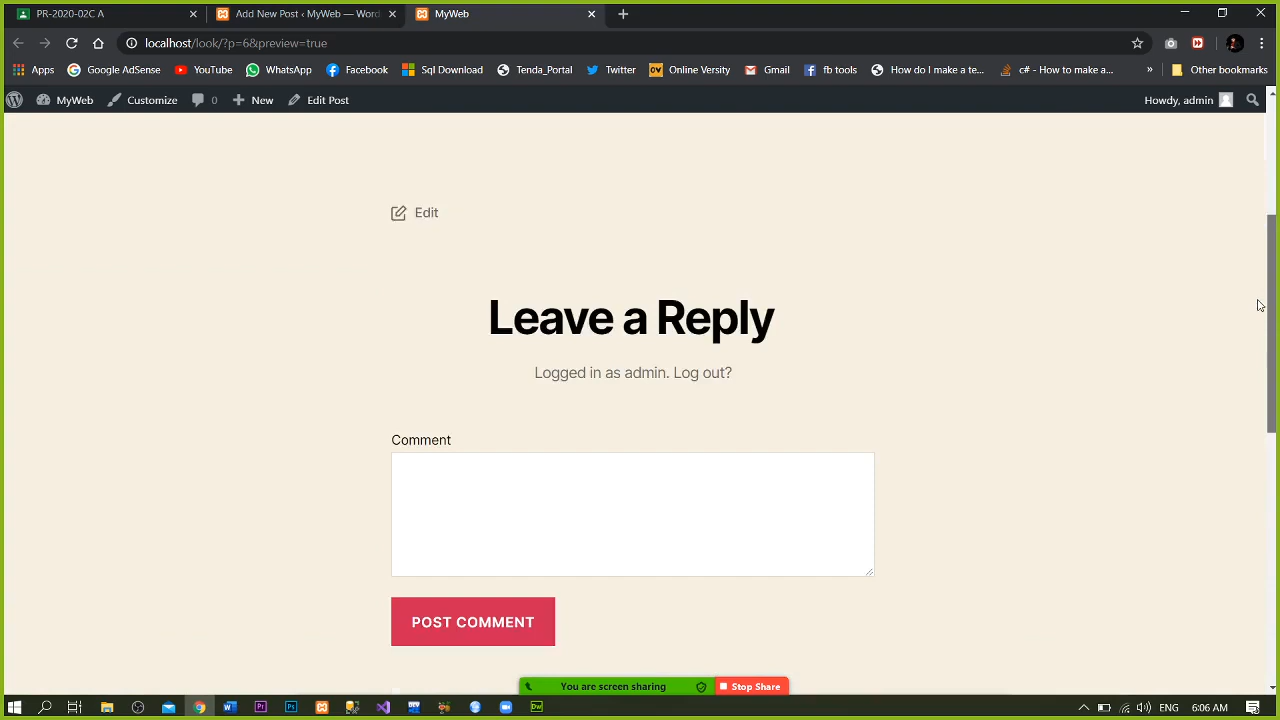 PR-2020-02C A
Add New Post ‹ MyWeb — Word
MyWeb
localhost/look/?p=6&preview=true
Apps
Google AdSense
YouTube
WhatsApp
Facebook
Sql Download
Tenda_Portal
Twitter
OV
Online Versity
Gmail
fb tools
How do I make a te...
c# - How to make a...
»
Other bookmarks
MyWeb
Customize
0
New
Edit Post
Howdy, admin
Edit
Leave a Reply
Logged in as admin. Log out?
Comment
POST COMMENT
You are screen sharing
Stop Share
ENG
6:06 AM